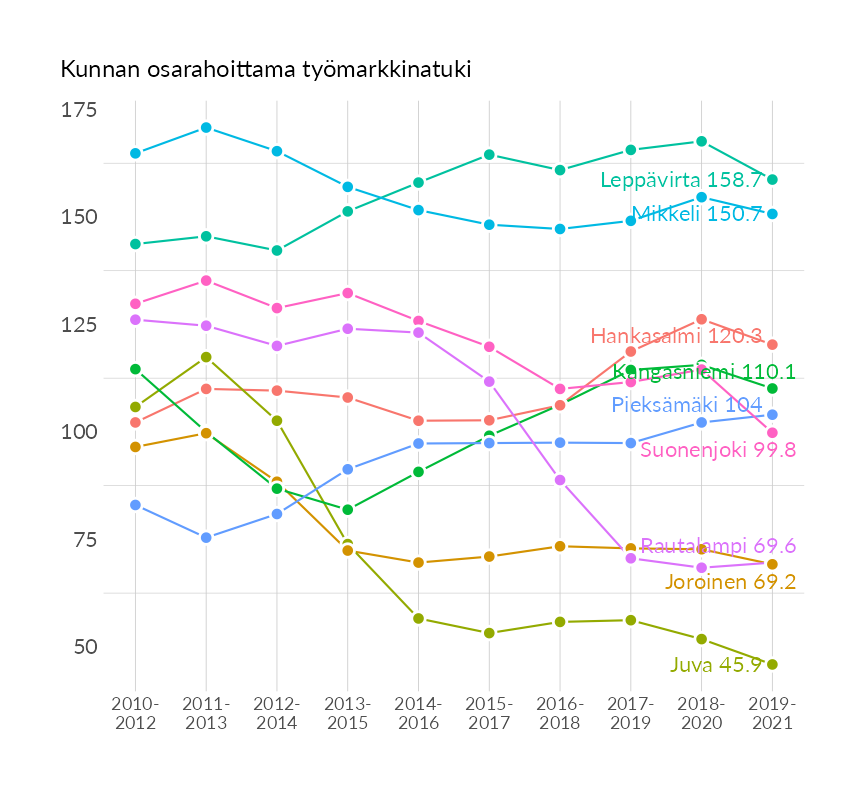 Kunnan osarahoittama työmarkkinatuki
175
150
125
100
75
50
Leppävirta 158.7
Mikkeli 150.7
Hankasalmi 120.3
Kangasniemi 110.1
Pieksämäki 104
Suonenjoki 99.8
Rautalampi 69.6
Joroinen 69.2
Juva 45.9
2010- 2011- 2012- 2013- 2014- 2015- 2016- 2017- 2018- 2019-
2012 2013 2014 2015 2016 2017 2018 2019 2020 2021